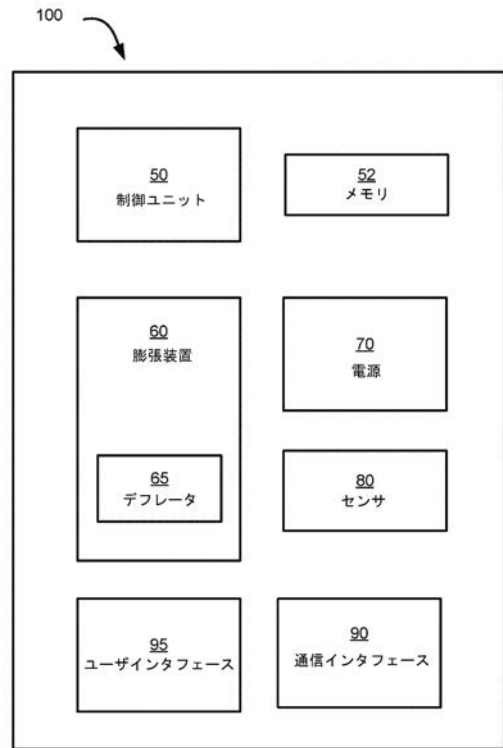 100
50
制御ユニット
52
メモリ
60
膨張装置
70
電源
65
デフレータ
80
センサ
95
ユーザインタフェース
90
通信インタフェース